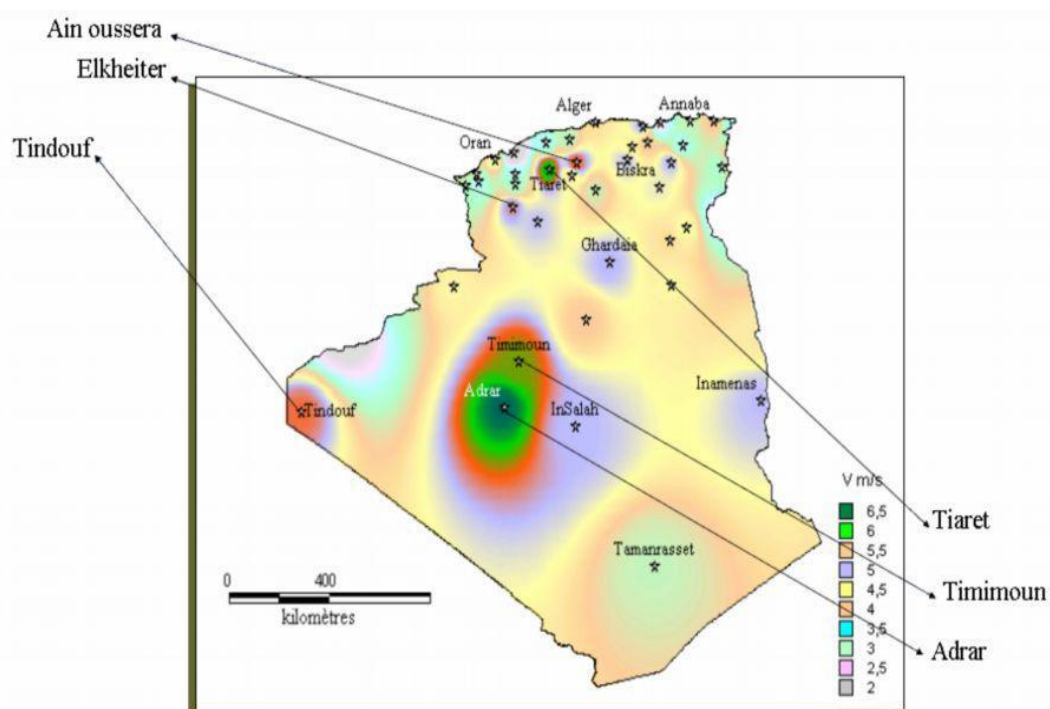 Ain oussera
Elkheiter
Tindouf
Alger
Annaba
Oran
Tiaret
Biskra
Ghardaia
Timimoun
Adrar
InSalah
Inamenas
Tindouf
Tamanrasset
0 400
kilomètres
V m/s
6,5
6
5,5
5
4,5
4
3,5
3
2,5
2
Tiaret
Timimoun
Adrar